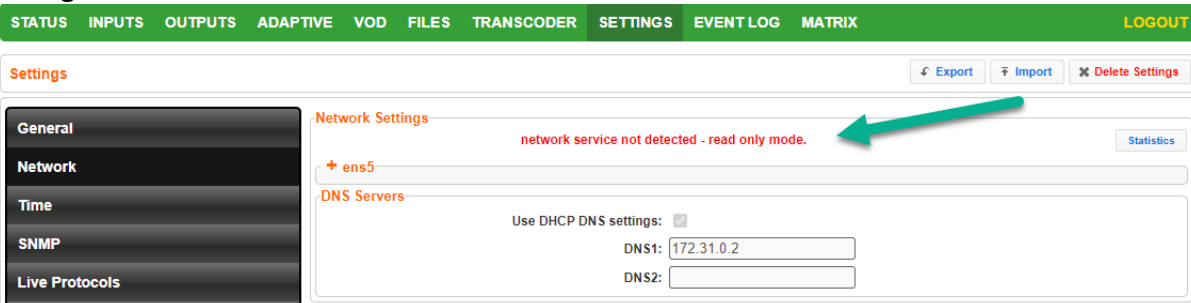 STATUS INPUTS OUTPUTS ADAPTIVE VOD FILES TRANSCODER SETTINGS EVENT LOG MATRIX LOGOUT
Settings Export Import Delete Settings
General
Network
Time
SNMP
Live Protocols
Network Settings
network service not detected - read only mode.
Statistics
ens5
DNS Servers
Use DHCP DNS settings:
DNS1: 172.31.0.2
DNS2: